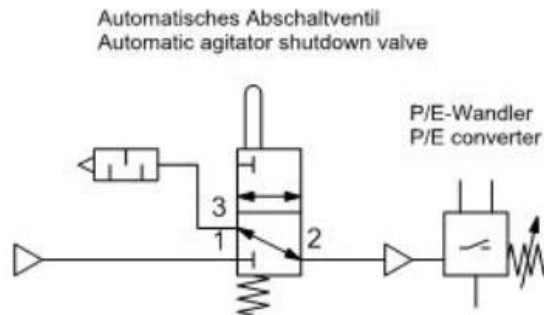 Automatisches Abschaltventil
Automatic agitator shutdown valve
P/E-Wandler
P/E converter
3
1
2